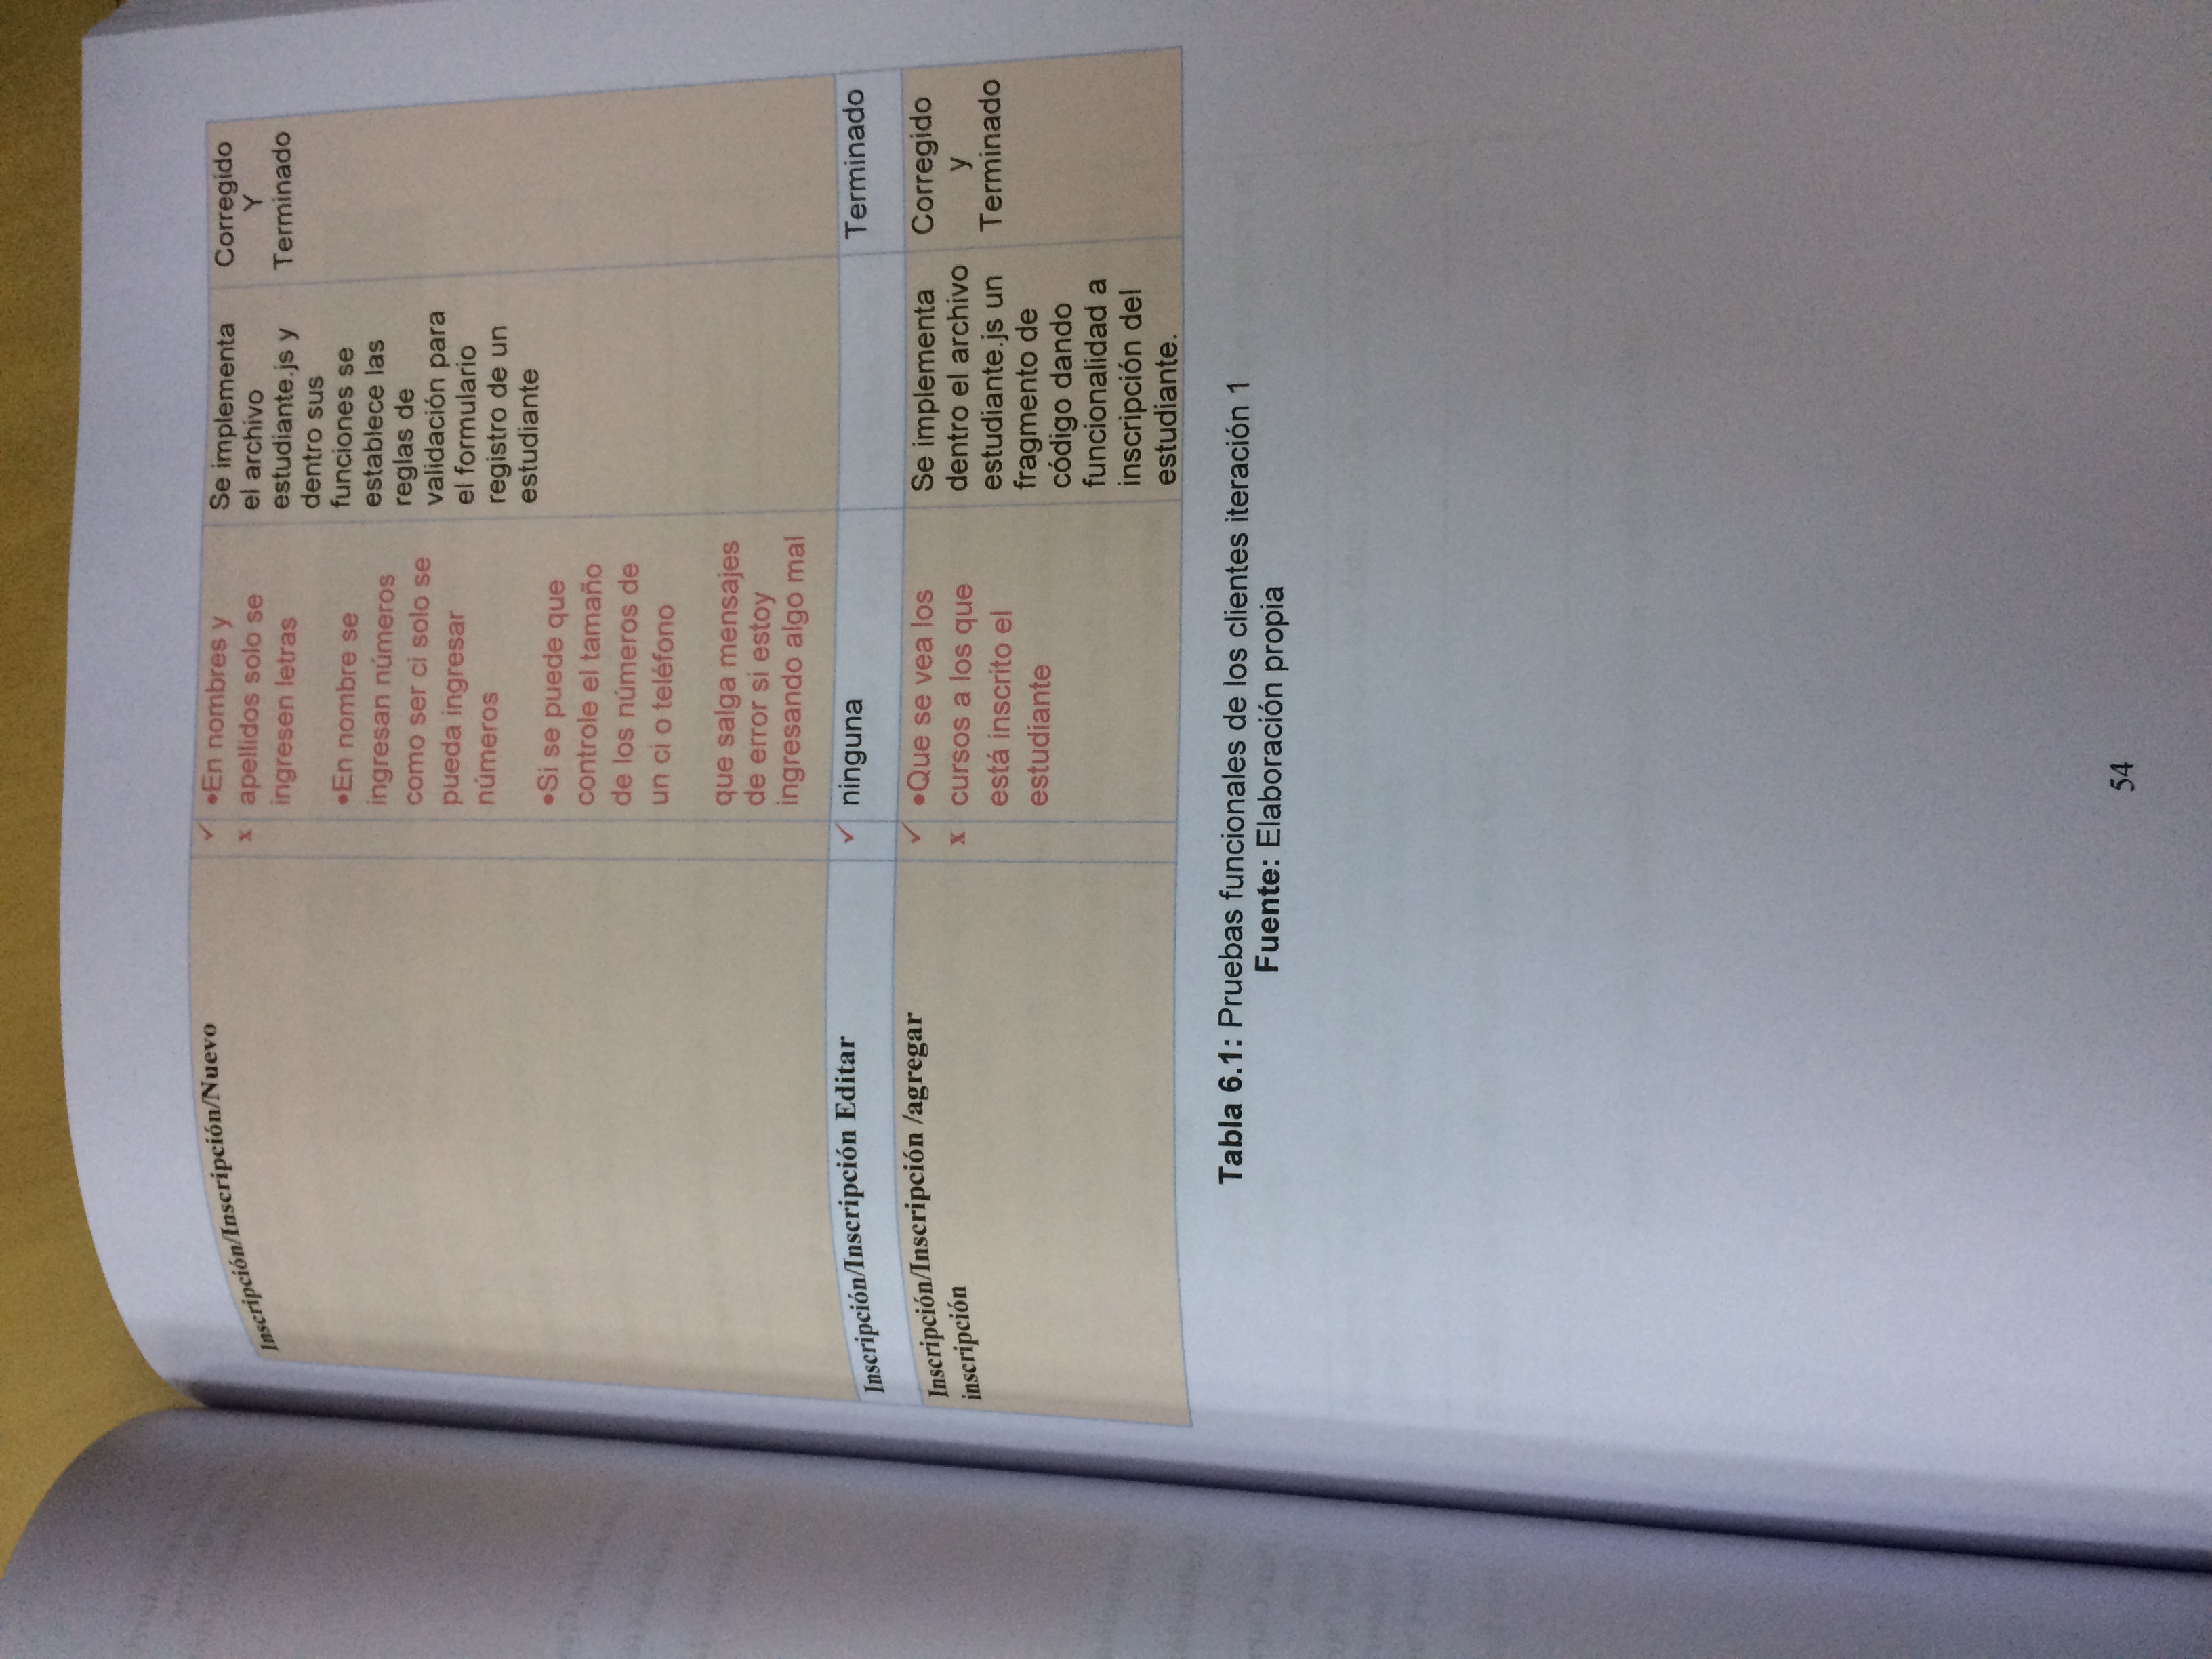 Inscripción/Inscripción/Nuevo
✓
x
•En nombres y
apellidos solo se
ingresen letras
•En nombre se
ingresan números
como ser ci solo se
pueda ingresar
números
•Si se puede que
controle el tamaño
de los números de
un ci o teléfono
que salga mensajes
de error si estoy
ingresando algo mal
Se implementa
el archivo
estudiante.js y
dentro sus
funciones se
establece las
reglas de
validación para
el formulario
registro de un
estudiante
Corregido
Y
Terminado
Inscripción/Inscripción Editar
✓
ninguna
Terminado
Inscripción/Inscripción /agregar
inscripción
✓
x
•Que se vea los
cursos a los que
está inscrito el
estudiante
Se implementa
dentro el archivo
estudiante.js un
fragmento de
código dando
funcionalidad a
inscripción del
estudiante.
Corregido
y
Terminado
Tabla 6.1: Pruebas funcionales de los clientes iteración 1
Fuente: Elaboración propia
54